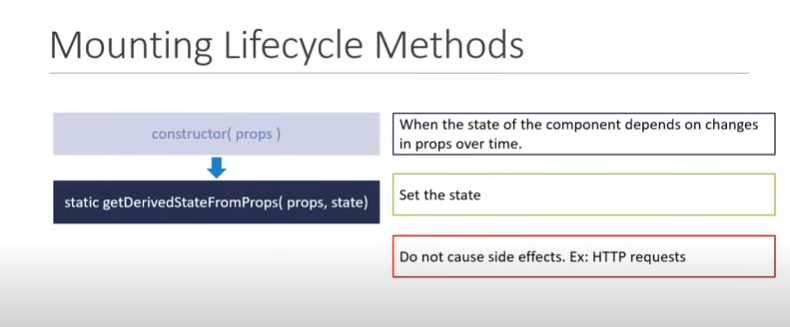 Mounting Lifecycle Methods
constructor( props )
When the state of the component depends on changes
in props over time.
static getDerivedStateFromProps( props, state)
Set the state
Do not cause side effects. Ex: HTTP requests